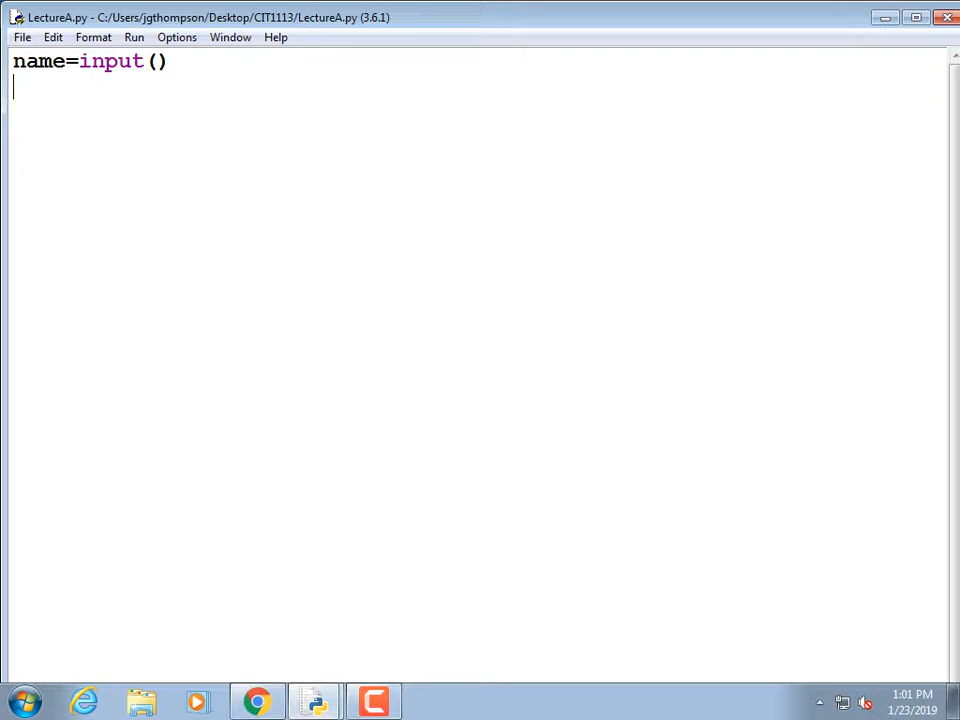 LectureA.py - C:/Users/jgthompson/Desktop/CIT1113/LectureA.py (3.6.1)
File Edit Format Run Options Window Help
name=input()
1:01 PM
1/23/2019